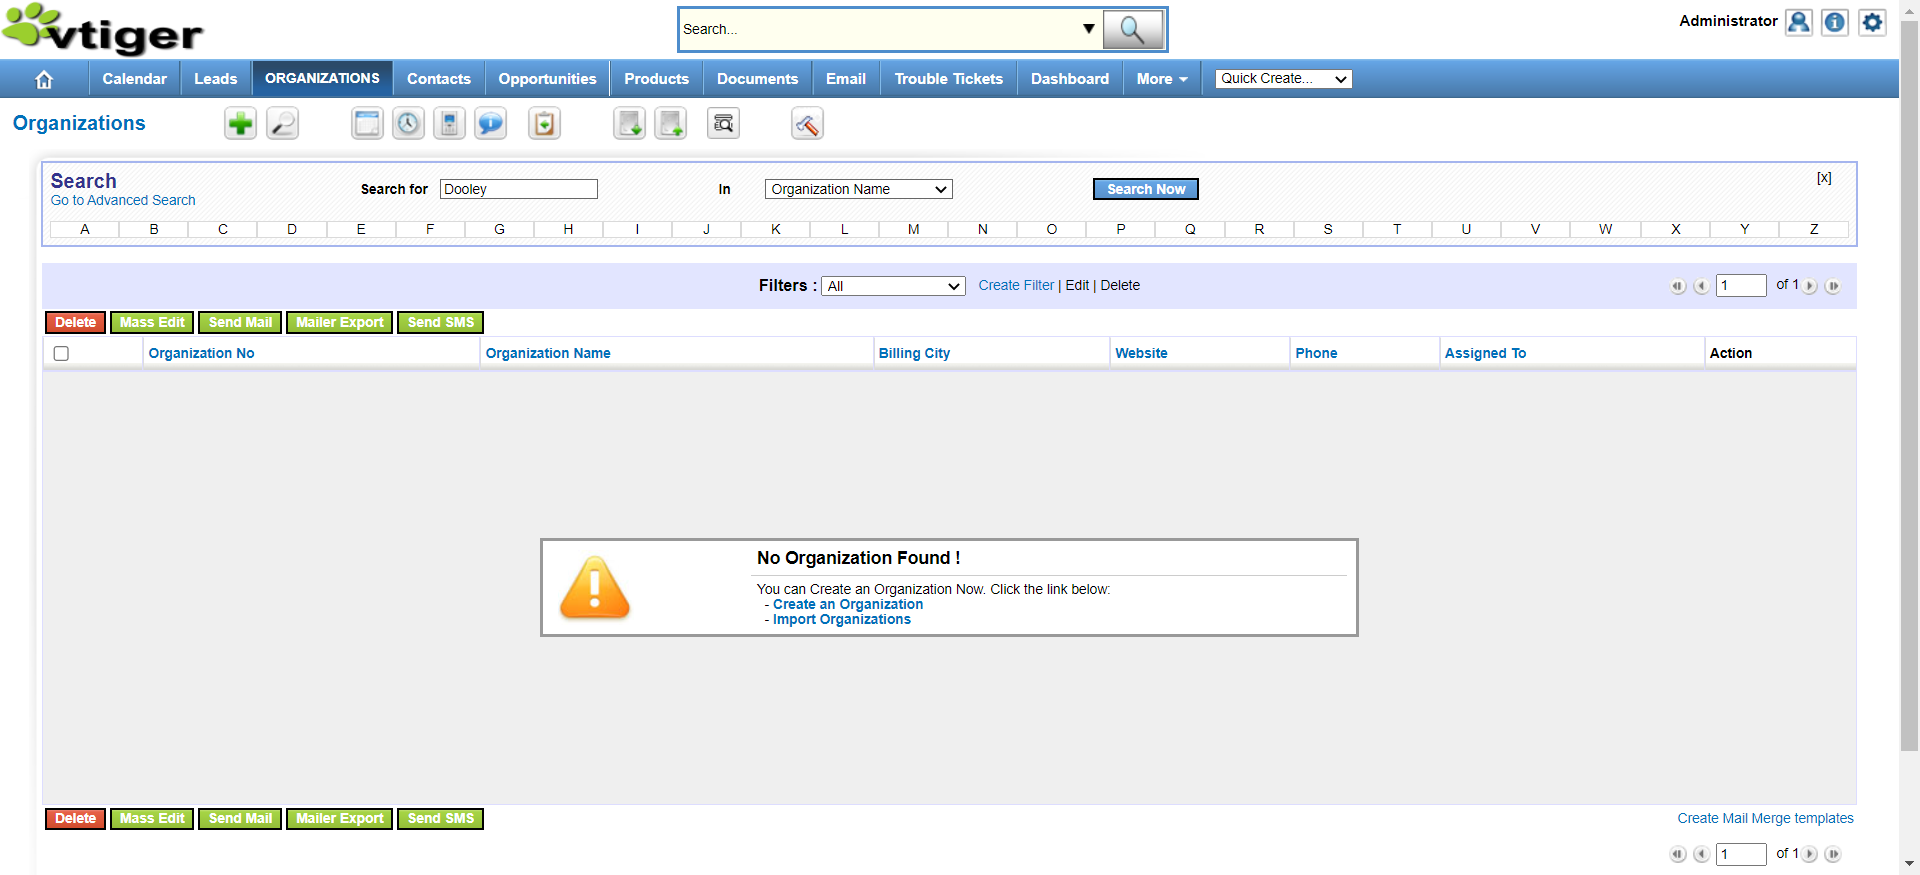 vtiger
Search...
Administrator
Calendar Leads ORGANIZATIONS Contacts Opportunities Products Documents Email Trouble Tickets Dashboard More Quick Create...
Organizations
Search
Go to Advanced Search
Search for Dooley In Organization Name Search Now [x]
A B C D E F G H I J K L M N O P Q R S T U V W X Y Z
Filters : All Create Filter | Edit | Delete 1 of 1
Delete Mass Edit Send Mail Mailer Export Send SMS
Organization No Organization Name Billing City Website Phone Assigned To Action
No Organization Found !
You can Create an Organization Now. Click the link below:
- Create an Organization
- Import Organizations
Delete Mass Edit Send Mail Mailer Export Send SMS Create Mail Merge templates
1 of 1